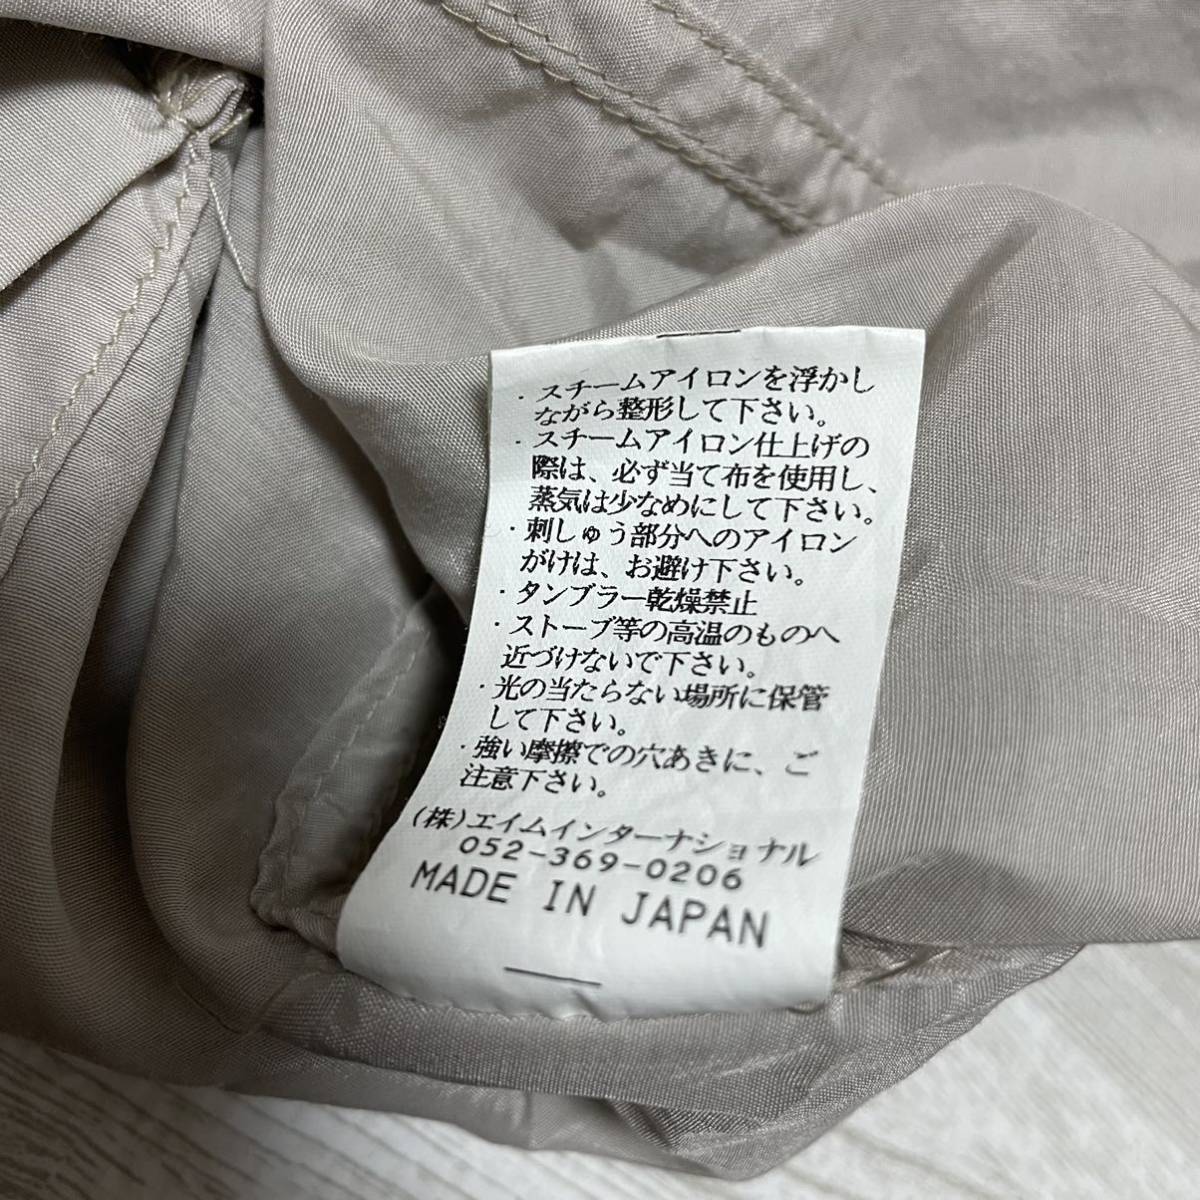 ・スチームアイロンを浮かし
ながら整形して下さい。
・スチームアイロン仕上げの
際は、必ず当て布を使用し、
蒸気は少なめにして下さい。
・刺しゅう部分へのアイロン
がけは、お避け下さい。
・タンブラー乾燥禁止
・ストーブ等の高温のものへ
近づけないで下さい。
・光の当たらない場所に保管
して下さい。
・強い摩擦での穴あきに、ご
注意下さい。
(株)エイムインターナショナル
052-369-0206
MADE IN JAPAN